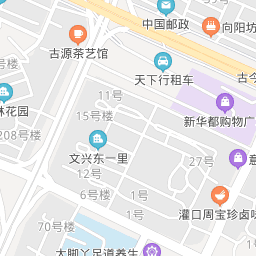 中国邮政
向阳坊
古源茶艺馆
天下行租车
古今
11号
15号楼
新华都购物广
林花园
208号楼
文兴东一里
27号
12号
6号楼
1号
1号
灌口周宝珍卤味
70号楼
大脚丫足道养生